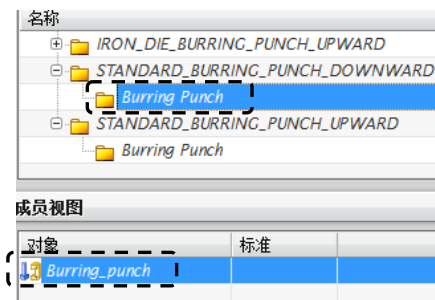 名称
IRON_DIE_BURRING_PUNCH_UPWARD
STANDARD_BURRING_PUNCH_DOWNWARD
Burring Punch
STANDARD_BURRING_PUNCH_UPWARD
Burring Punch
成员视图
对象 标准
Burring_punch